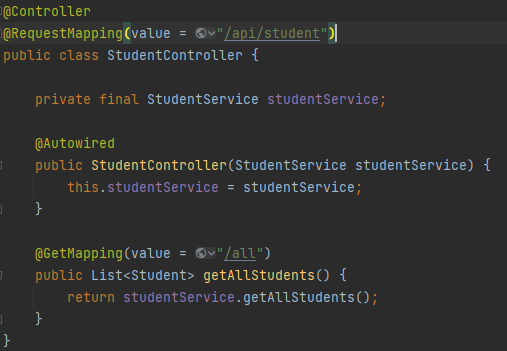 @Controller
@RequestMapping(value = "/api/student")
public class StudentController {
private final StudentService studentService;
@Autowired
public StudentController(StudentService studentService) {
this.studentService = studentService;
}
@GetMapping(value = "/all")
public List<Student> getAllStudents() {
return studentService.getAllStudents();
}
}